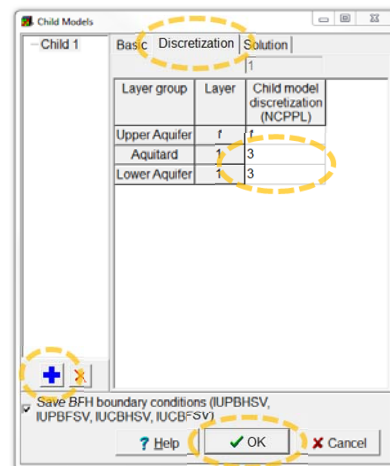 Child Models
Child 1
Basic Discretization Solution
1
Layer group Layer Child model discretization (NCPPL)
Upper Aquifer 1 1
Aquitard 1 3
Lower Aquifer 1 3
Save BFH boundary conditions (IUPBHSV,
IUPBFSV, IUCBHSV, IUCBFSV)
? Help OK Cancel